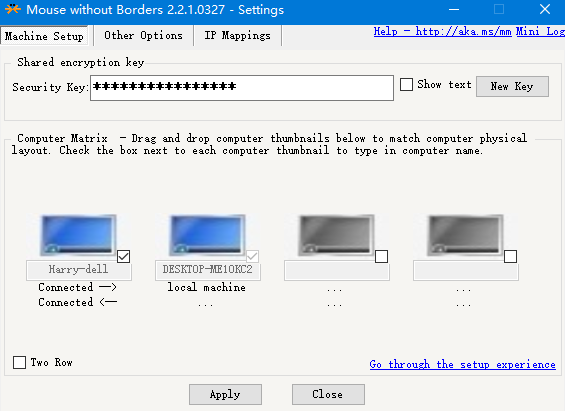 Mouse without Borders 2.2.1.0327 - Settings
Machine Setup Other Options IP Mappings Help - http://aka.ms/mm Mini Log
Shared encryption key
Security Key: **************** Show text New Key
Computer Matrix - Drag and drop computer thumbnails below to match computer physical
layout. Check the box next to each computer thumbnail to type in computer name.
Harry-dell DESKTOP-ME1OKC2
Connected --> local machine ... ...
Connected <-- ... ... ...
Two Row Go through the setup experience
Apply Close